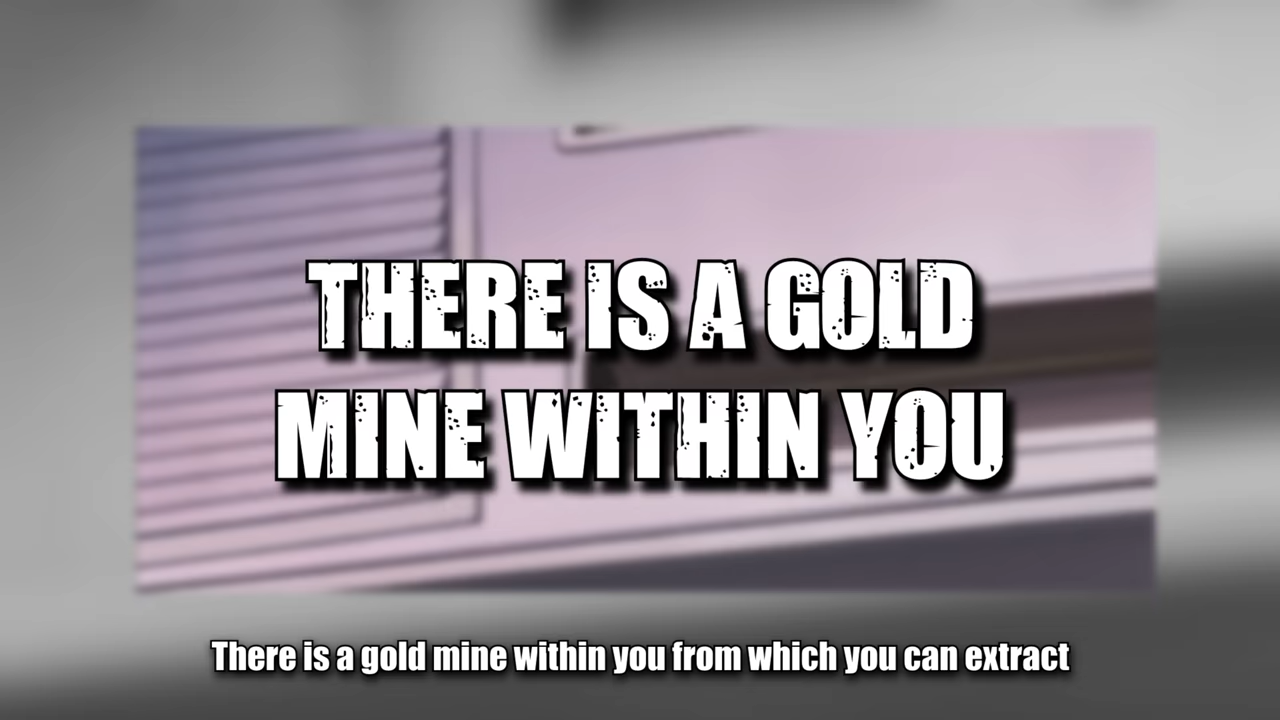 THERE IS A GOLD
MINE WITHIN YOU
There is a gold mine within you from which you can extract